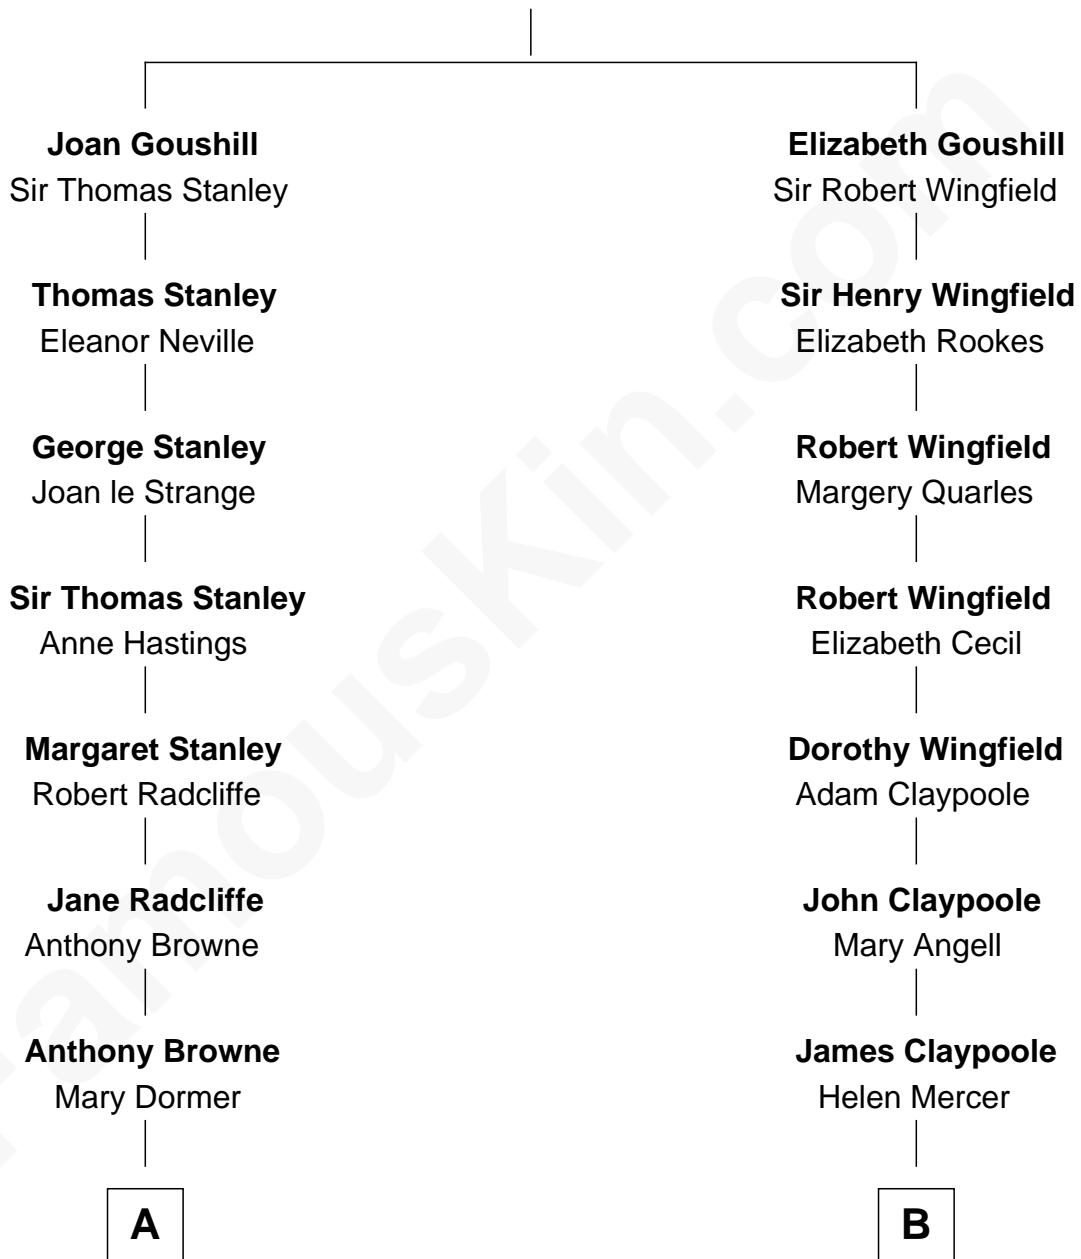 Joan Goushill
Sir Thomas Stanley
Thomas Stanley
Eleanor Neville
George Stanley
Joan le Strange
Sir Thomas Stanley
Anne Hastings
Margaret Stanley
Robert Radcliffe
Jane Radcliffe
Anthony Browne
Anthony Browne
Mary Dormer
A
Elizabeth Goushill
Sir Robert Wingfield
Sir Henry Wingfield
Elizabeth Rookes
Robert Wingfield
Margery Quarles
Robert Wingfield
Elizabeth Cecil
Dorothy Wingfield
Adam Claypoole
John Claypoole
Mary Angell
James Claypoole
Helen Mercer
B
FamousKin.com